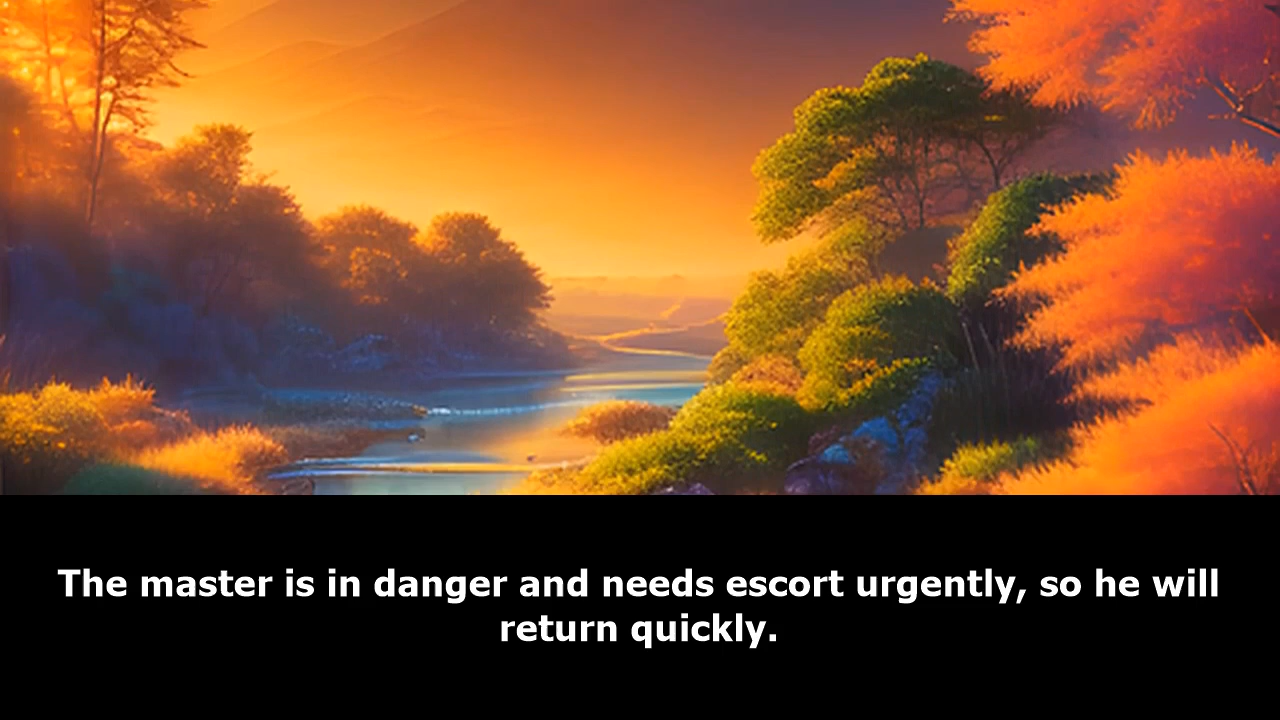 The master is in danger and needs escort urgently, so he will
return quickly.